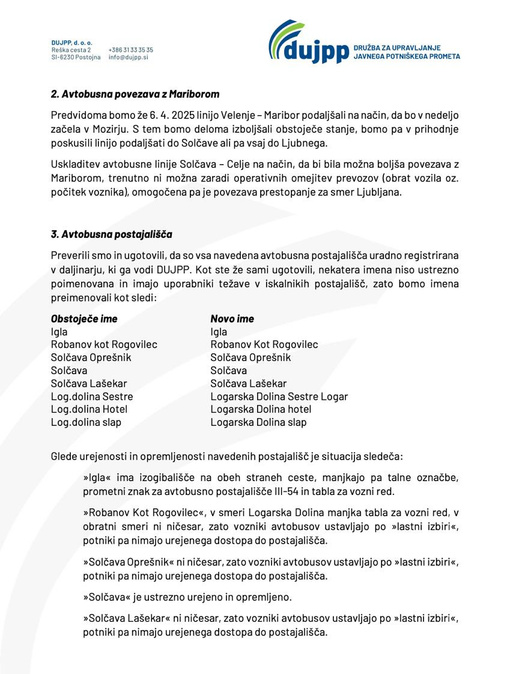 DUJPP, d. o. o.
Reška cesta 2 +386 31 33 35 35
SI-6230 Postojna info@dujpp.si
dujpp DRUŽBA ZA UPRAVLJANJE
JAVNEGA POTNIŠKEGA PROMETA
2. Avtobusna povezava z Mariborom
Predvidoma bomo že 6. 4. 2025 linijo Velenje – Maribor podaljšali na način, da bo v nedeljo
začela v Mozirju. S tem bomo deloma izboljšali obstoječe stanje, bomo pa v prihodnje
poskusili linijo podaljšati do Solčave ali pa vsaj do Ljubnega.
Uskladitev avtobusne linije Solčava – Celje na način, da bi bila možna boljša povezava z
Mariborom, trenutno ni možna zaradi operativnih omejitev prevozov (obrat vozila oz.
počitek voznika), omogočena pa je povezava prestopanje za smer Ljubljana.
3. Avtobusna postajališča
Preverili smo in ugotovili, da so vsa navedena avtobusna postajališča uradno registrirana
v daljinarju, ki ga vodi DUJPP. Kot ste že sami ugotovili, nekatera imena niso ustrezno
poimenovana in imajo uporabniki težave v iskalnikih postajališč, zato bomo imena
preimenovali kot sledi:
Obstoječe ime Novo ime
Igla Igla
Robanov kot Rogovilec Robanov Kot Rogovilec
Solčava Oprešnik Solčava Oprešnik
Solčava Solčava
Solčava Lašekar Solčava Lašekar
Log.dolina Sestre Logarska Dolina Sestre Logar
Log.dolina Hotel Logarska Dolina hotel
Log.dolina slap Logarska Dolina slap
Glede urejenosti in opremljenosti navedenih postajališč je situacija sledeča:
»Igla« ima izogibališče na obeh straneh ceste, manjkajo pa talne označbe,
prometni znak za avtobusno postajališče III-54 in tabla za vozni red.
»Robanov Kot Rogovilec«, v smeri Logarska Dolina manjka tabla za vozni red, v
obratni smeri ni ničesar, zato vozniki avtobusov ustavljajo po »lastni izbiri«,
potniki pa nimajo urejenega dostopa do postajališča.
»Solčava Oprešnik« ni ničesar, zato vozniki avtobusov ustavljajo po »lastni izbiri«,
potniki pa nimajo urejenega dostopa do postajališča.
»Solčava« je ustrezno urejeno in opremljeno.
»Solčava Lašekar« ni ničesar, zato vozniki avtobusov ustavljajo po »lastni izbiri«,
potniki pa nimajo urejenega dostopa do postajališča.